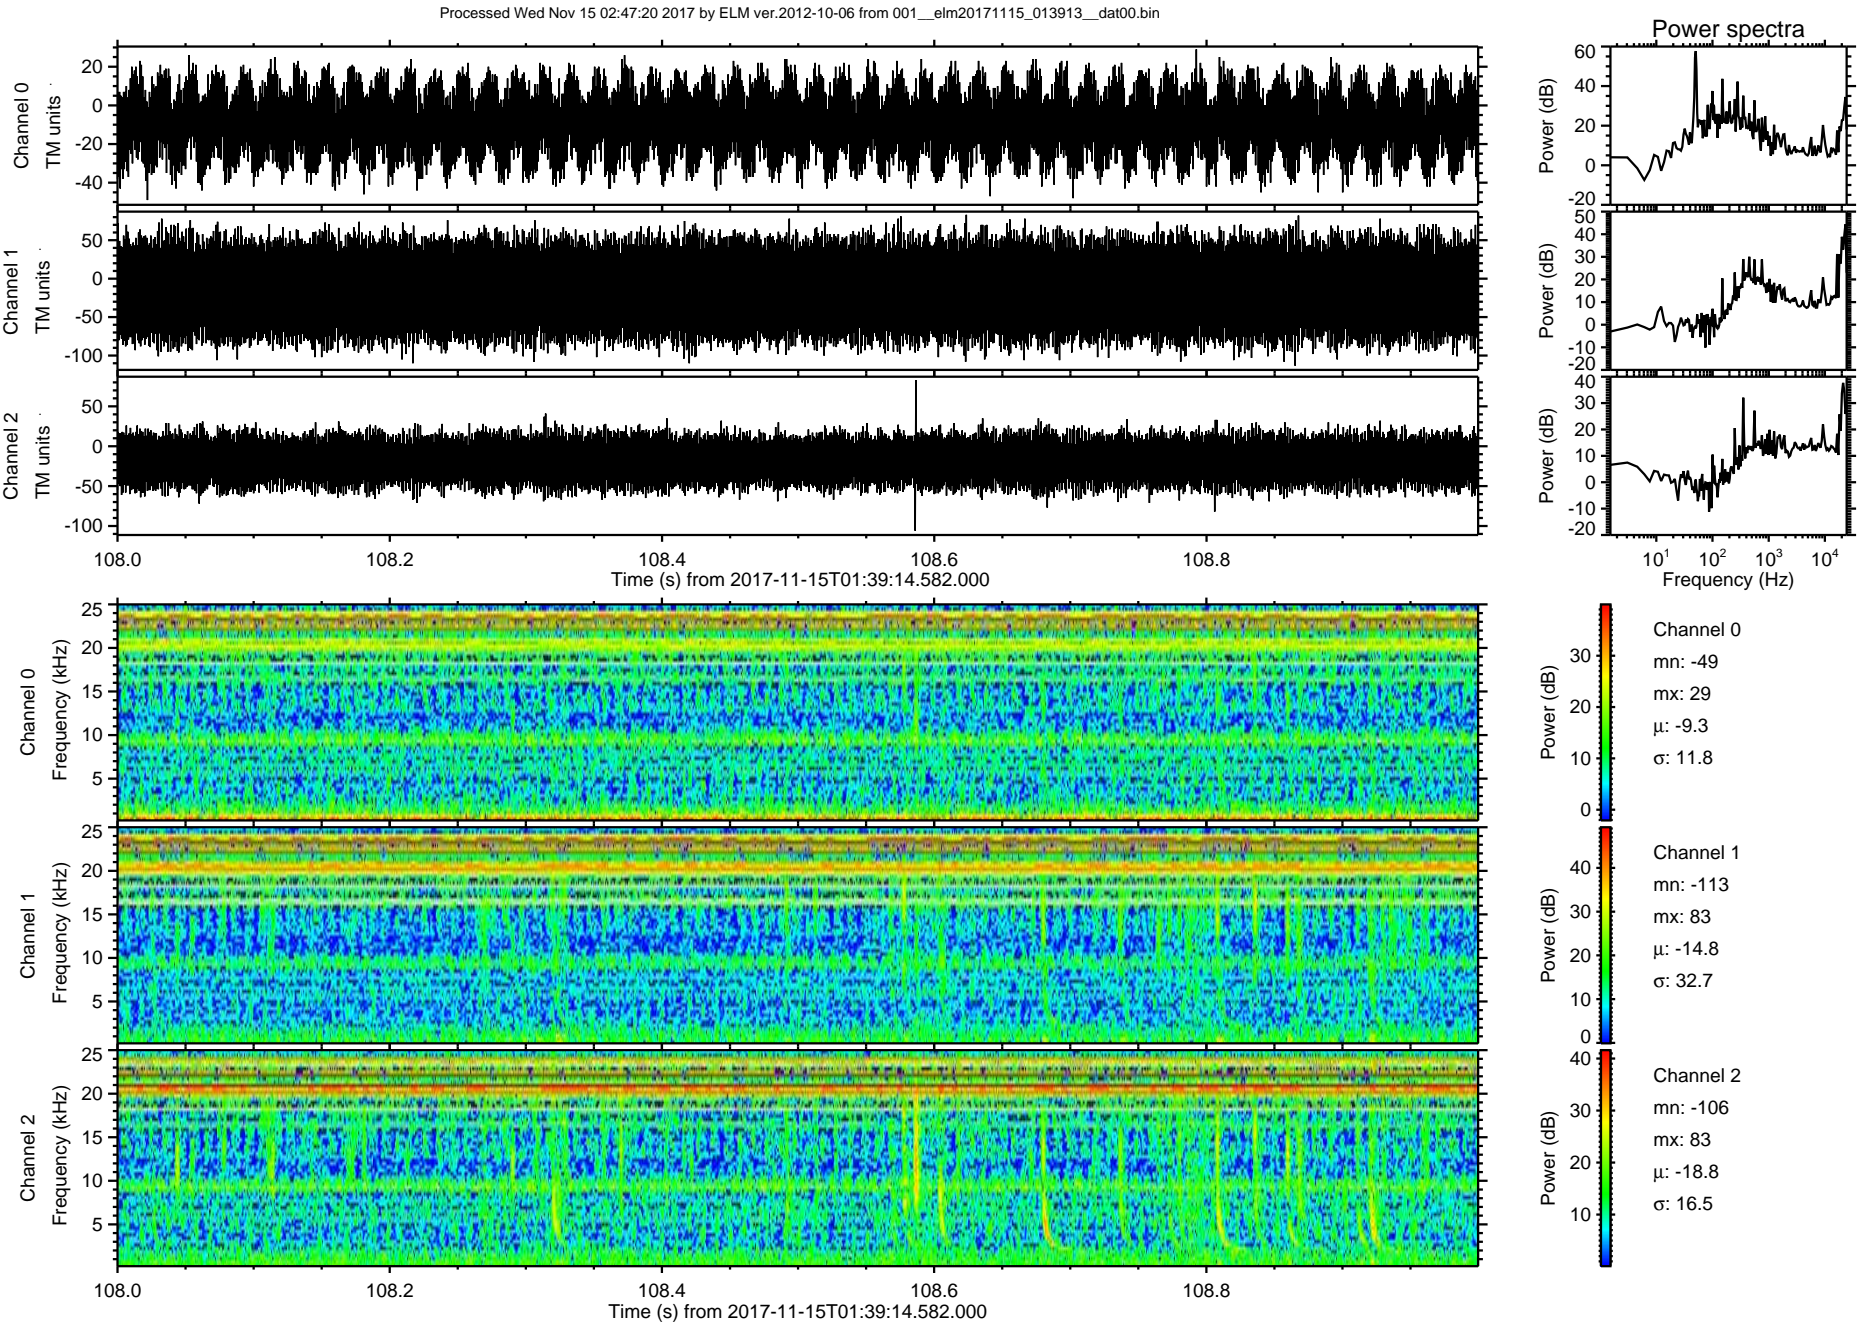 Processed Wed Nov 15 02:47:20 2017 by ELM ver.2012-10-06 from 001__elm20171115_013913__dat00.bin
Power spectra
Channel 0
TM units
20
0
-20
-40
Power (dB)
60
40
20
0
-20
Channel 1
TM units
50
0
-50
-100
Power (dB)
50
40
30
20
10
0
-10
-20
Channel 2
TM units
50
0
-50
-100
Power (dB)
40
30
20
10
0
-10
-20
108.0 108.2 108.4 108.6 108.8
Time (s) from 2017-11-15T01:39:14.582.000
10¹ 10² 10³ 10⁴
Frequency (Hz)
Channel 0
Frequency (kHz)
25
20
15
10
5
Power (dB)
30
20
10
0
Channel 0
mn: -49
mx: 29
μ: -9.3
σ: 11.8
Channel 1
Frequency (kHz)
25
20
15
10
5
Power (dB)
40
30
20
10
0
Channel 1
mn: -113
mx: 83
μ: -14.8
σ: 32.7
Channel 2
Frequency (kHz)
25
20
15
10
5
Power (dB)
40
30
20
10
Channel 2
mn: -106
mx: 83
μ: -18.8
σ: 16.5
108.0 108.2 108.4 108.6 108.8
Time (s) from 2017-11-15T01:39:14.582.000